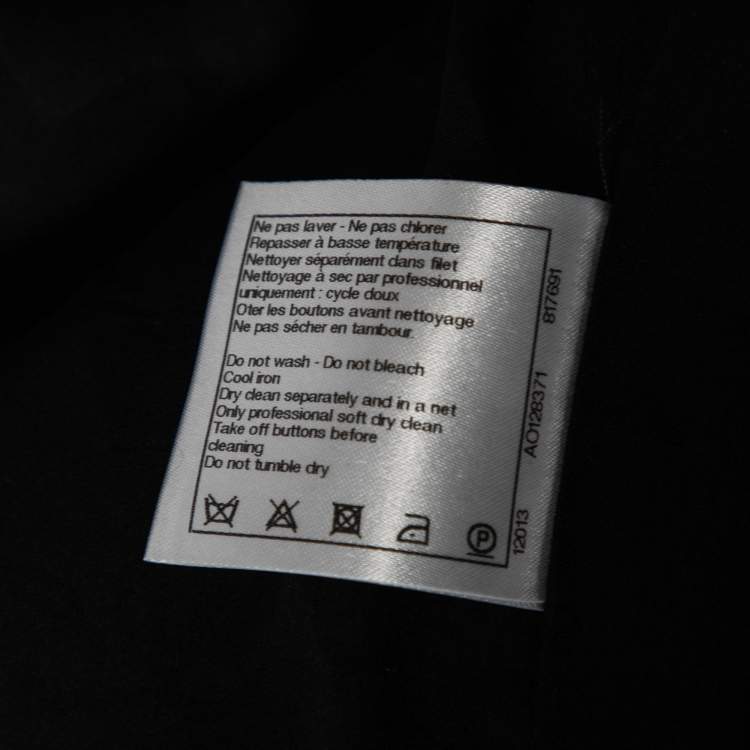 Ne pas laver - Ne pas chlorer
Repasser à basse température
Nettoyer séparément dans filet
Nettoyage à sec par professionnel
uniquement : cycle doux
Oter les boutons avant nettoyage
Ne pas sécher en tambour.
Do not wash - Do not bleach
Cool iron
Dry clean separately and in a net
Only professional soft dry clean
Take off buttons before
cleaning
Do not tumble dry
P
12013
AO128371
817691